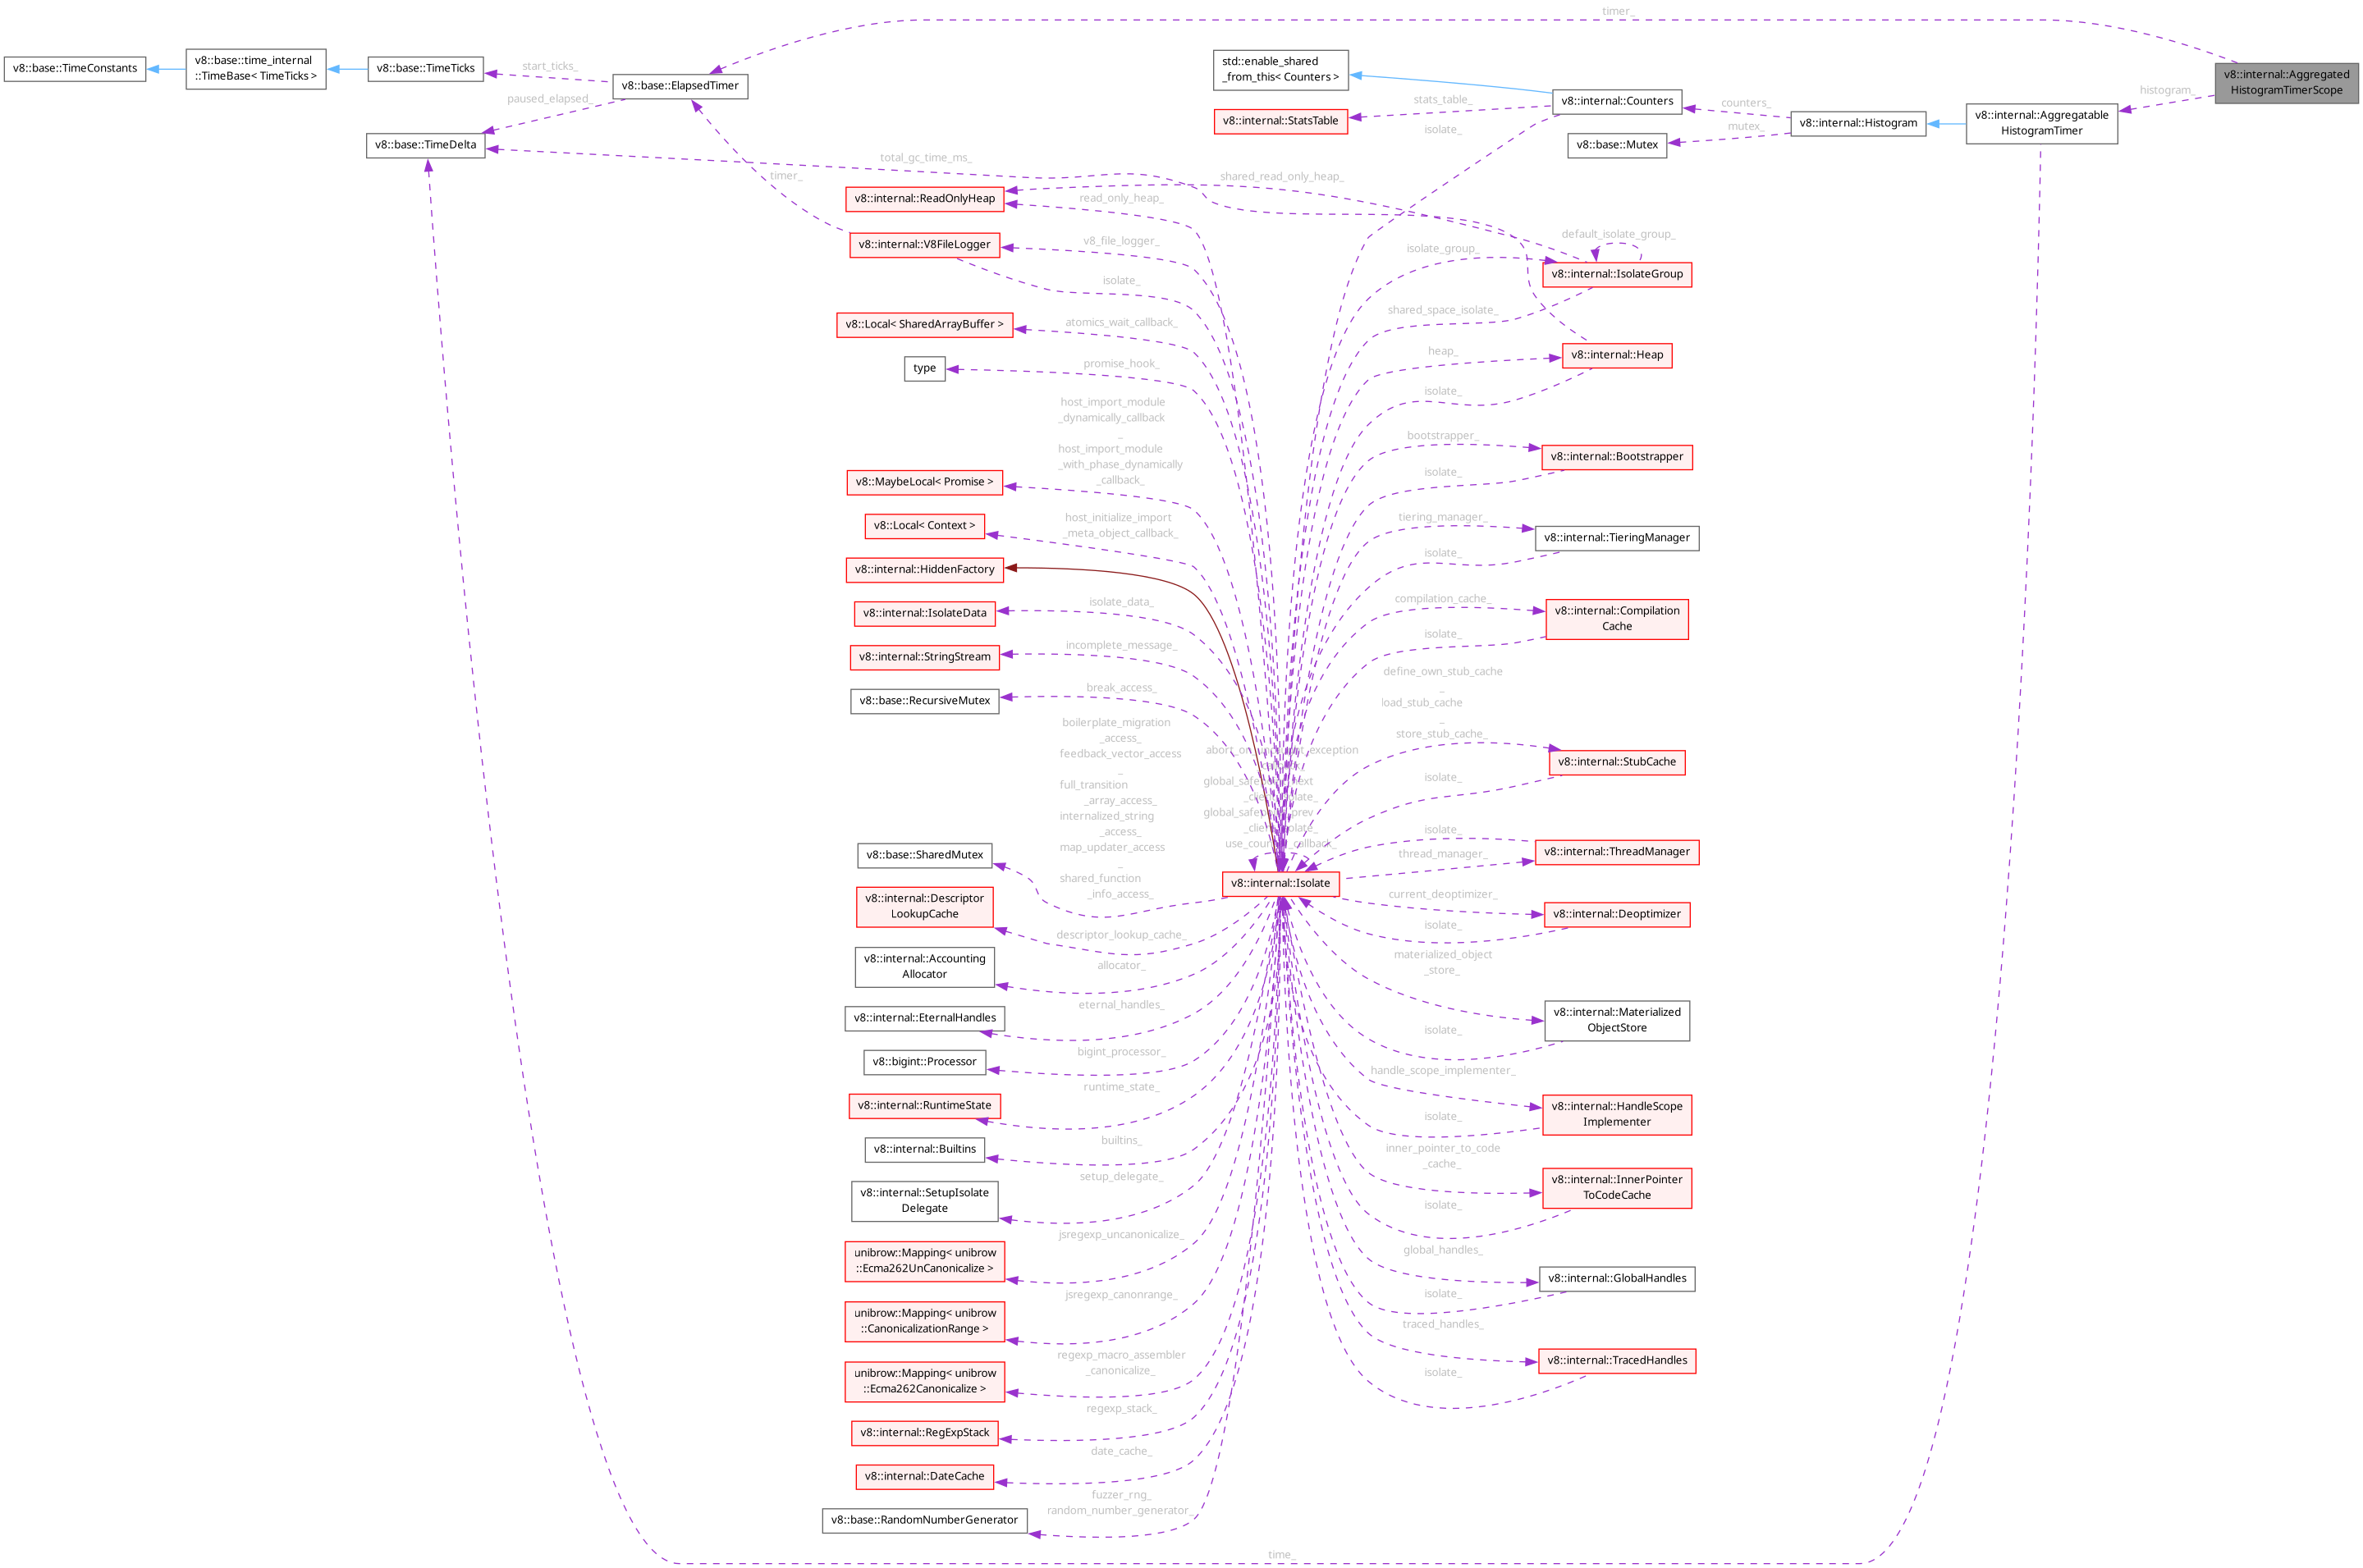 timer_
v8::base::TimeConstants
v8::base::time_internal
::TimeBase< TimeTicks >
v8::base::TimeTicks
start_ticks_
v8::base::ElapsedTimer
paused_elapsed_
v8::base::TimeDelta
std::enable_shared
_from_this< Counters >
v8::internal::StatsTable
stats_table_
isolate_
v8::internal::Counters
v8::base::Mutex
counters_
mutex_
v8::internal::Histogram
v8::internal::Aggregatable
HistogramTimer
histogram_
v8::internal::Aggregated
HistogramTimerScope
total_gc_time_ms_
timer_
shared_read_only_heap_
v8::internal::ReadOnlyHeap
read_only_heap_
v8::internal::V8FileLogger
v8_file_logger_
isolate_
v8::Local< SharedArrayBuffer >
atomics_wait_callback_
type
promise_hook_
host_import_module
_dynamically_callback
_
host_import_module
_with_phase_dynamically
_callback_
v8::MaybeLocal< Promise >
v8::Local< Context >
host_initialize_import
_meta_object_callback_
v8::internal::HiddenFactory
v8::internal::IsolateData
isolate_data_
v8::internal::StringStream
incomplete_message_
v8::base::RecursiveMutex
break_access_
boilerplate_migration
_access_
feedback_vector_access
_
full_transition
_array_access_
internalized_string
_access_
map_updater_access
_
shared_function
_info_access_
v8::base::SharedMutex
v8::internal::Descriptor
LookupCache
descriptor_lookup_cache_
v8::internal::Accounting
Allocator
allocator_
v8::internal::EternalHandles
eternal_handles_
v8::bigint::Processor
bigint_processor_
v8::internal::RuntimeState
runtime_state_
v8::internal::Builtins
builtins_
v8::internal::SetupIsolate
Delegate
setup_delegate_
unibrow::Mapping< unibrow
::Ecma262UnCanonicalize >
jsregexp_uncanonicalize_
unibrow::Mapping< unibrow
::CanonicalizationRange >
jsregexp_canonrange_
unibrow::Mapping< unibrow
::Ecma262Canonicalize >
regexp_macro_assembler
_canonicalize_
v8::internal::RegExpStack
regexp_stack_
v8::internal::DateCache
date_cache_
v8::base::RandomNumberGenerator
fuzzer_rng_
random_number_generator_
v8::internal::Isolate
isolate_group_
default_isolate_group_
v8::internal::IsolateGroup
shared_space_isolate_
heap_
v8::internal::Heap
isolate_
bootstrapper_
v8::internal::Bootstrapper
isolate_
tiering_manager_
v8::internal::TieringManager
isolate_
compilation_cache_
v8::internal::Compilation
Cache
isolate_
define_own_stub_cache
_
load_stub_cache
_
store_stub_cache_
v8::internal::StubCache
isolate_
isolate_
v8::internal::ThreadManager
thread_manager_
current_deoptimizer_
v8::internal::Deoptimizer
isolate_
materialized_object
_store_
v8::internal::Materialized
ObjectStore
isolate_
handle_scope_implementer_
v8::internal::HandleScope
Implementer
isolate_
inner_pointer_to_code
_cache_
v8::internal::InnerPointer
ToCodeCache
isolate_
global_handles_
v8::internal::GlobalHandles
isolate_
traced_handles_
v8::internal::TracedHandles
isolate_
time_